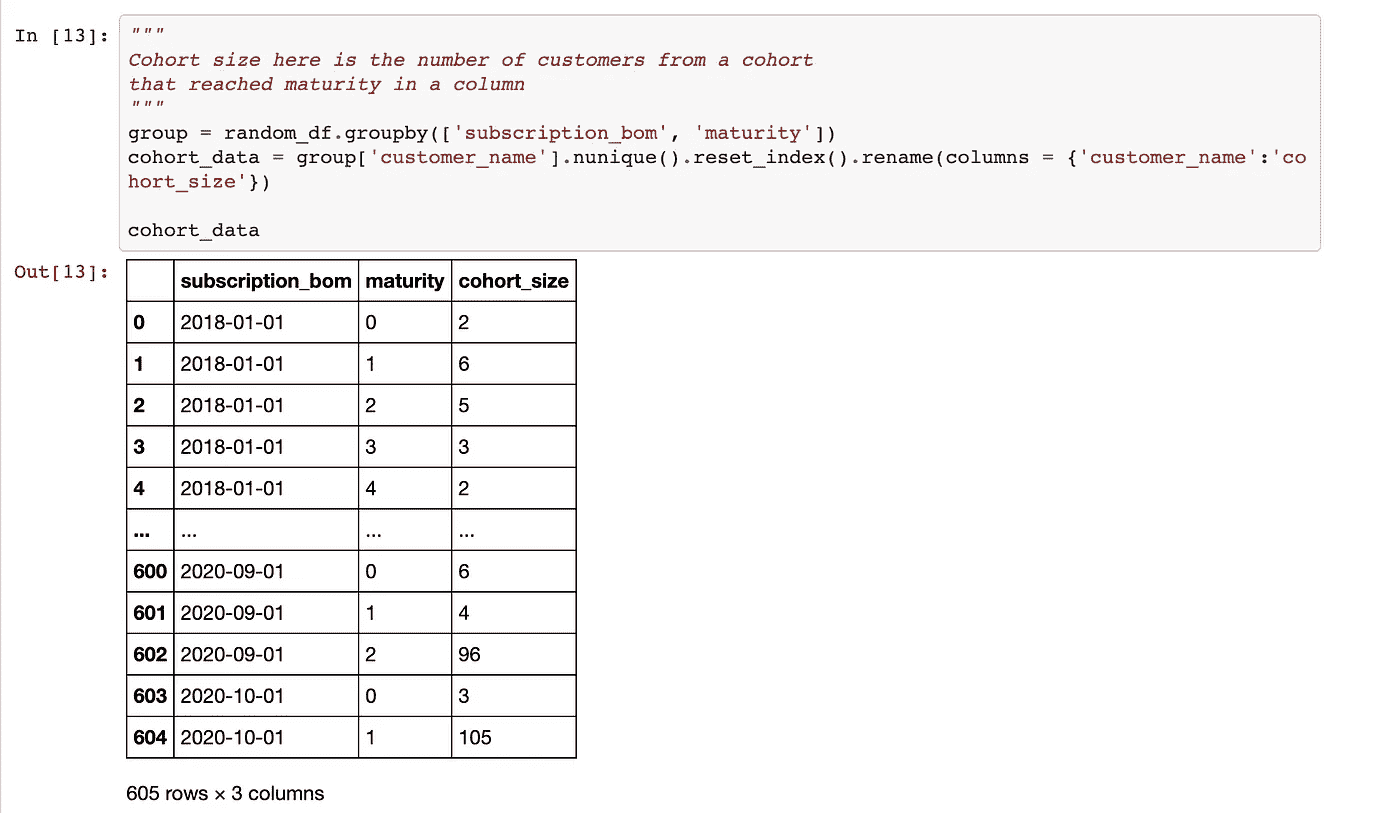 In [13]: """
Cohort size here is the number of customers from a cohort
that reached maturity in a column
"""
group = random_df.groupby(['subscription_bom', 'maturity'])
cohort_data = group['customer_name'].nunique().reset_index().rename(columns = {'customer_name':'co
hort_size'})
cohort_data
Out[13]:
subscription_bom maturity cohort_size
0 2018-01-01 0 2
1 2018-01-01 1 6
2 2018-01-01 2 5
3 2018-01-01 3 3
4 2018-01-01 4 2
... ... ... ...
600 2020-09-01 0 6
601 2020-09-01 1 4
602 2020-09-01 2 96
603 2020-10-01 0 3
604 2020-10-01 1 105
605 rows × 3 columns